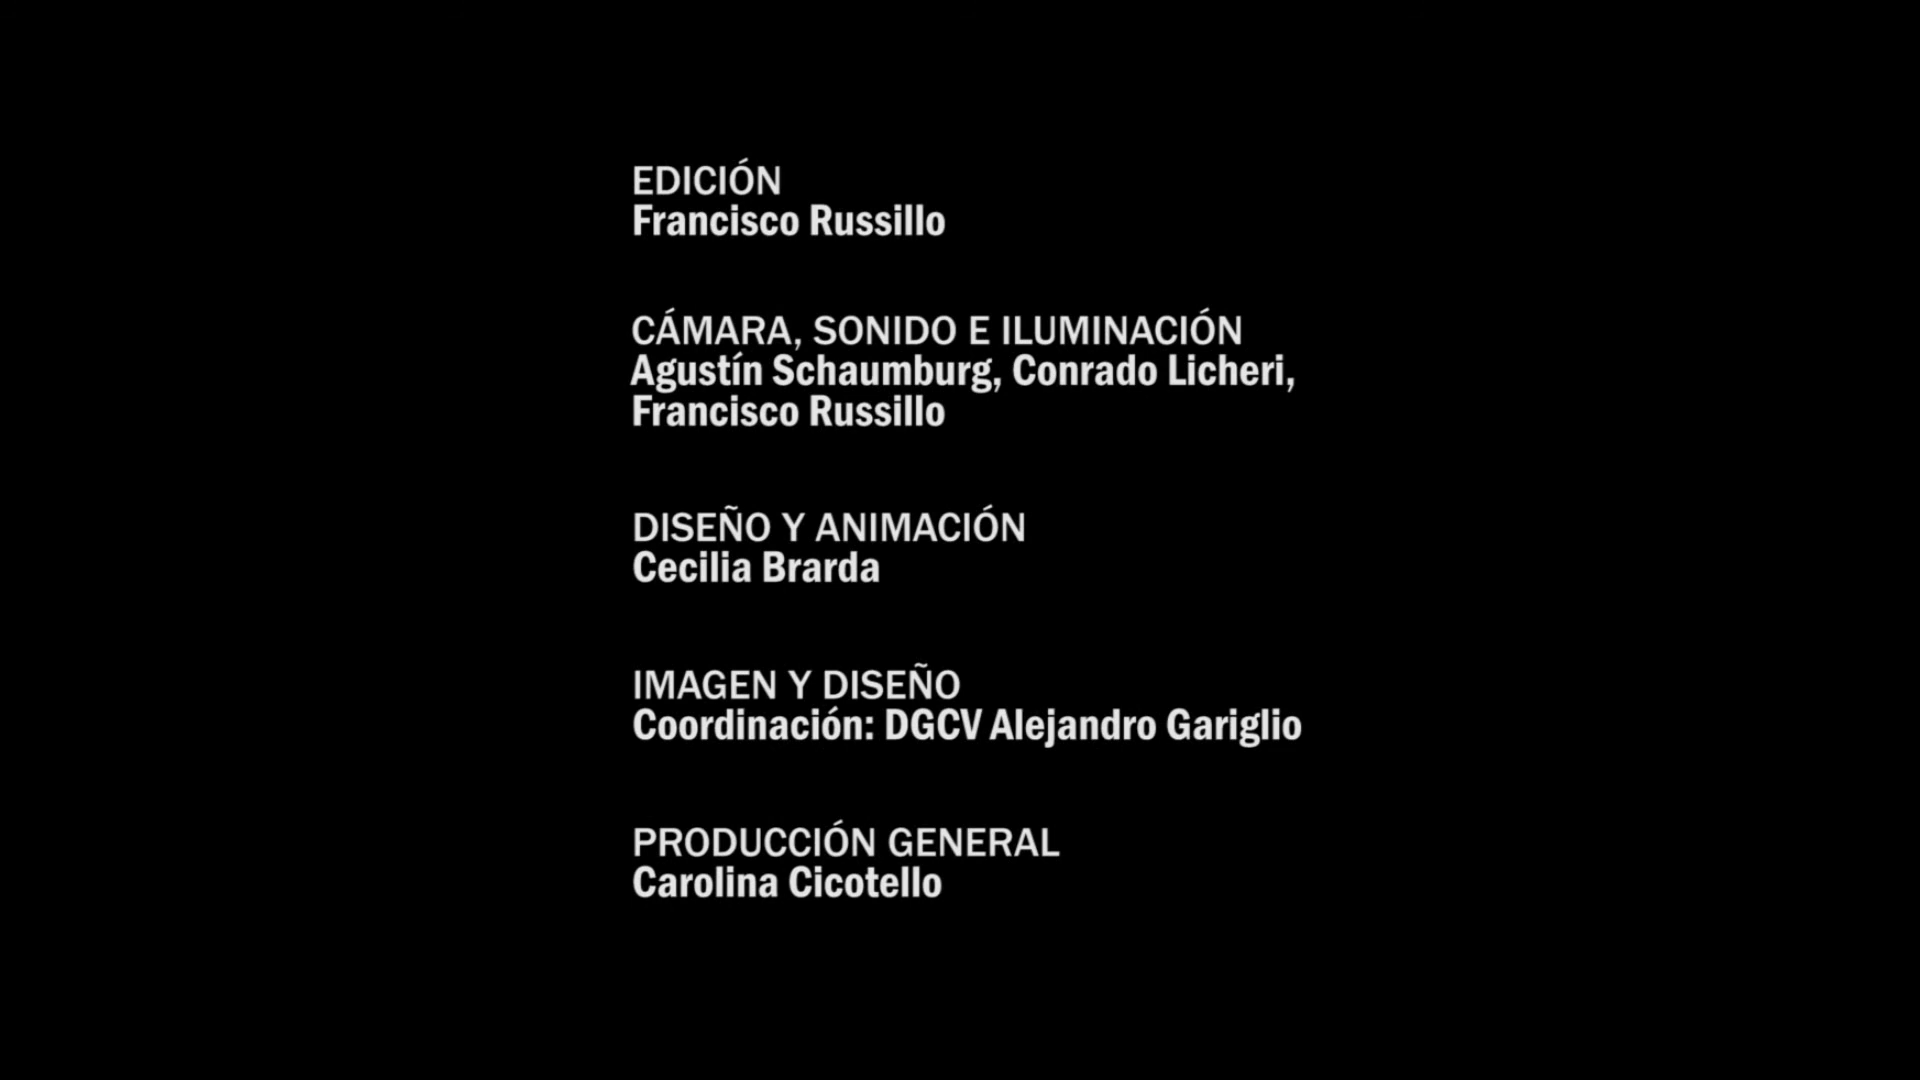 EDICIÓN
Francisco Russillo
CÁMARA, SONIDO E ILUMINACIÓN
Agustín Schaumburg, Conrado Licheri,
Francisco Russillo
DISEÑO Y ANIMACIÓN
Cecilia Brarda
IMAGEN Y DISEÑO
Coordinación: DGCV Alejandro Gariglio
PRODUCCIÓN GENERAL
Carolina Cicotello